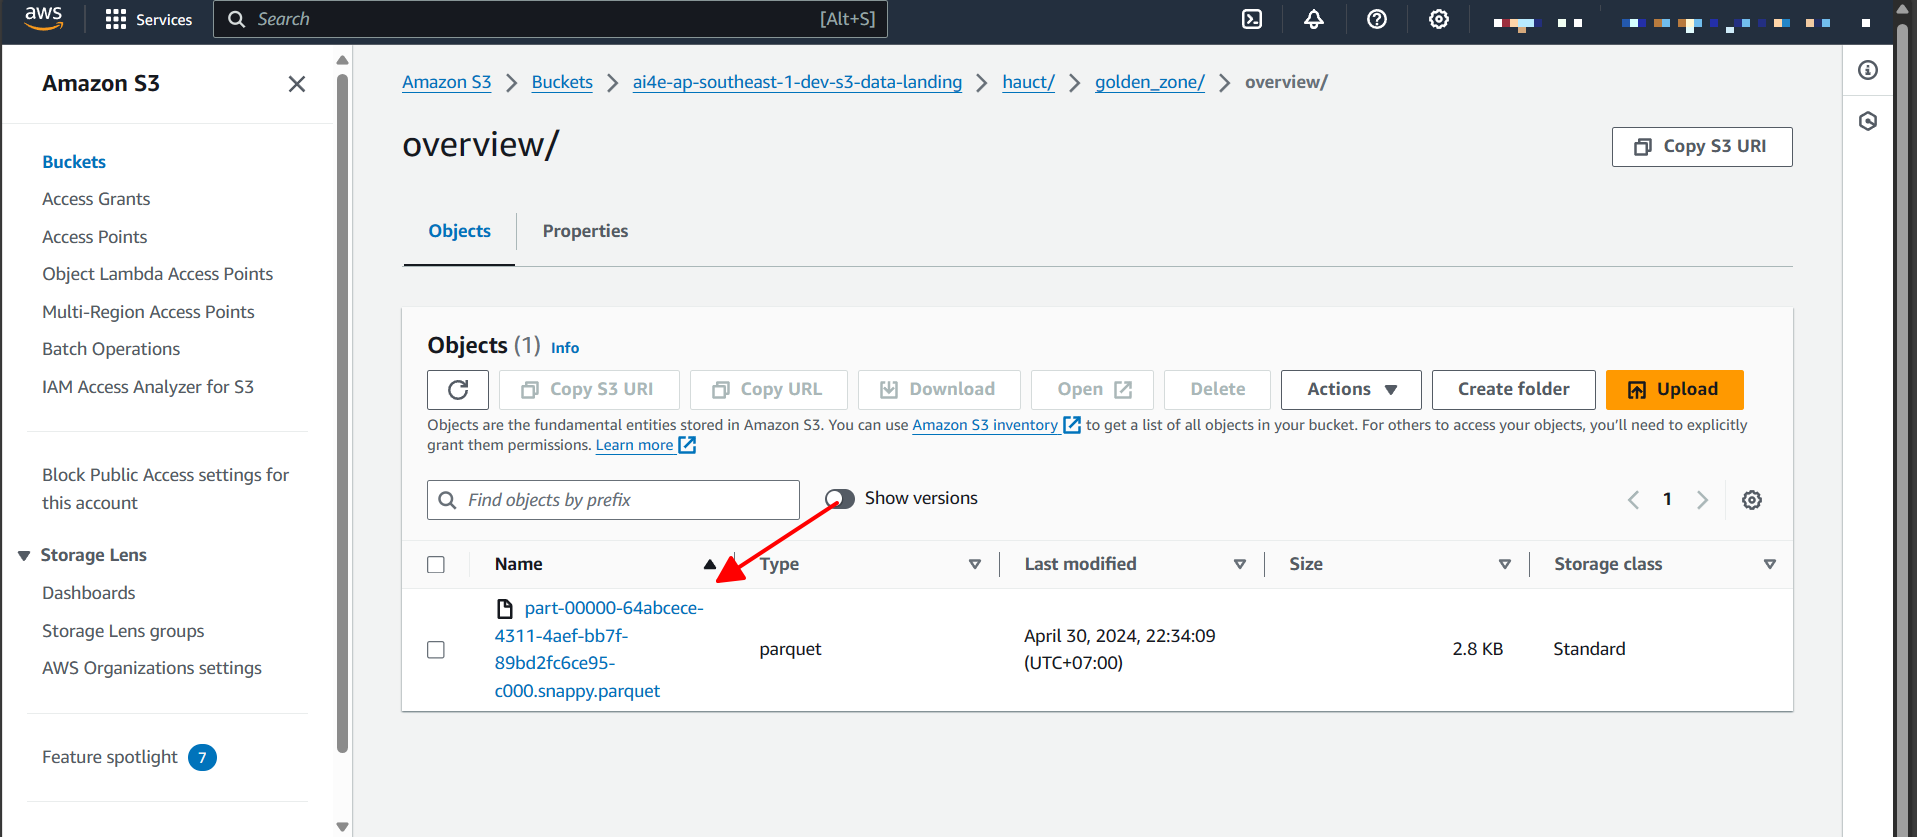 aws
Services
Search
[Alt+S]
Amazon S3
Buckets
Access Grants
Access Points
Object Lambda Access Points
Multi-Region Access Points
Batch Operations
IAM Access Analyzer for S3
Block Public Access settings for
this account
Storage Lens
Dashboards
Storage Lens groups
AWS Organizations settings
Feature spotlight 7
Amazon S3 > Buckets > ai4e-ap-southeast-1-dev-s3-data-landing > hauct/ > golden_zone/ > overview/
overview/
Copy S3 URI
Objects
Properties
Objects (1) Info
Copy S3 URI
Copy URL
Download
Open
Delete
Actions
Create folder
Upload
Objects are the fundamental entities stored in Amazon S3. You can use Amazon S3 inventory to get a list of all objects in your bucket. For others to access your objects, you’ll need to explicitly
grant them permissions. Learn more
Find objects by prefix
Show versions
1
Name
Type
Last modified
Size
Storage class
part-00000-64abcece-
4311-4aef-bb7f-
89bd2fc6ce95-
c000.snappy.parquet
parquet
April 30, 2024, 22:34:09
(UTC+07:00)
2.8 KB
Standard